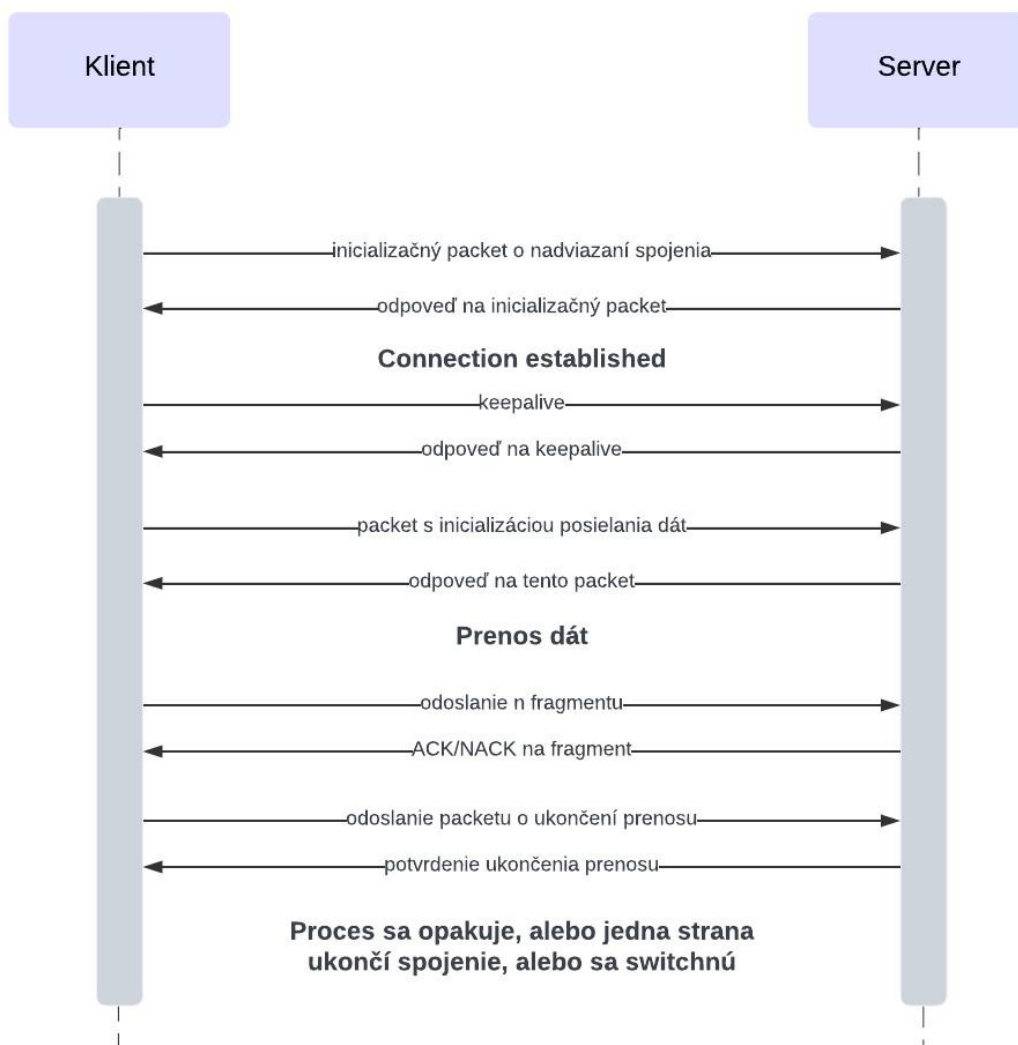 Klient
Server
inicializačný packet o nadviazaní spojenia
odpoveď na inicializačný packet
Connection established
keepalive
odpoveď na keepalive
packet s inicializáciou posielania dát
odpoveď na tento packet
Prenos dát
odoslanie n fragmentu
ACK/NACK na fragment
odoslanie packetu o ukončení prenosu
potvrdenie ukončenia prenosu
Proces sa opakuje, alebo jedna strana
ukončí spojenie, alebo sa switchnú